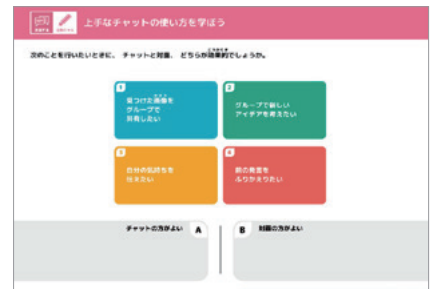 上手なチャットの使い方を学ぼう
次のことを行いたいときに、チャットと対面、どちらが効果的でしょうか。
1
見つけた画像を
グループで
共有したい
2
グループで新しい
アイデアを考えたい
3
自分の気持ちを
伝えたい
4
前の発言を
ふりかえりたい
チャットの方がよい A
B 対面の方がよい